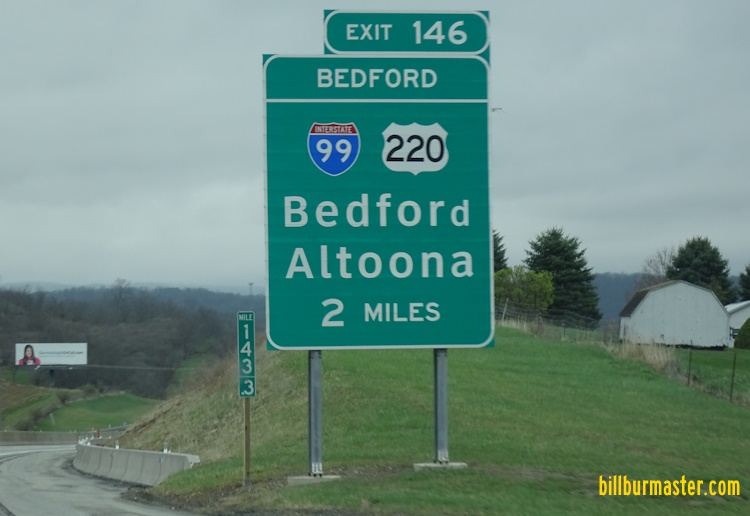 EXIT 146
BEDFORD
INTERSTATE
99
220
Bedford
Altoona
2 MILES
MILE
143.3
billburmaster.com